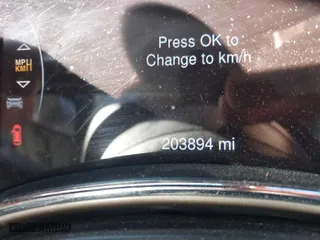 Press OK to
Change to km/h
MPH
KM
203894 mi